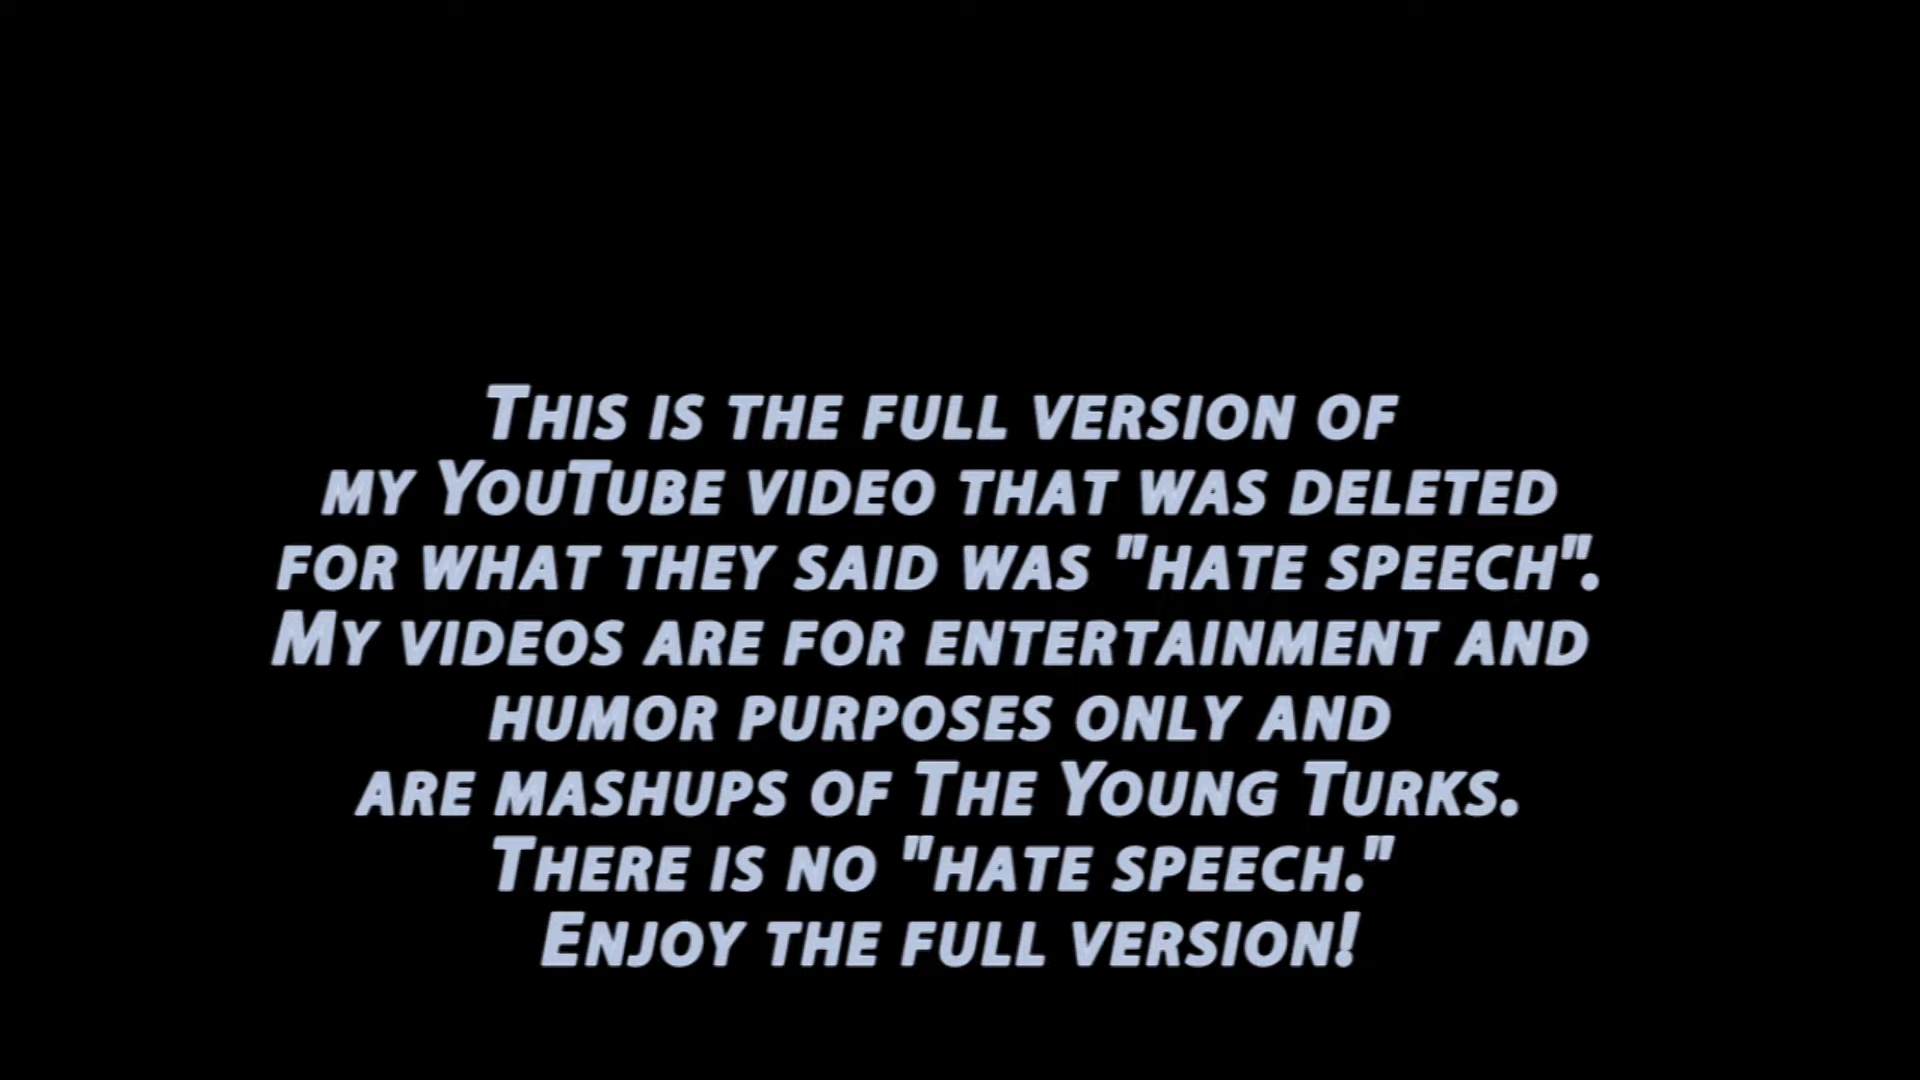 This is the full version of
my YouTube video that was deleted
for what they said was "hate speech".
My videos are for entertainment and
humor purposes only and
are mashups of The Young Turks.
There is no "hate speech."
Enjoy the full version!